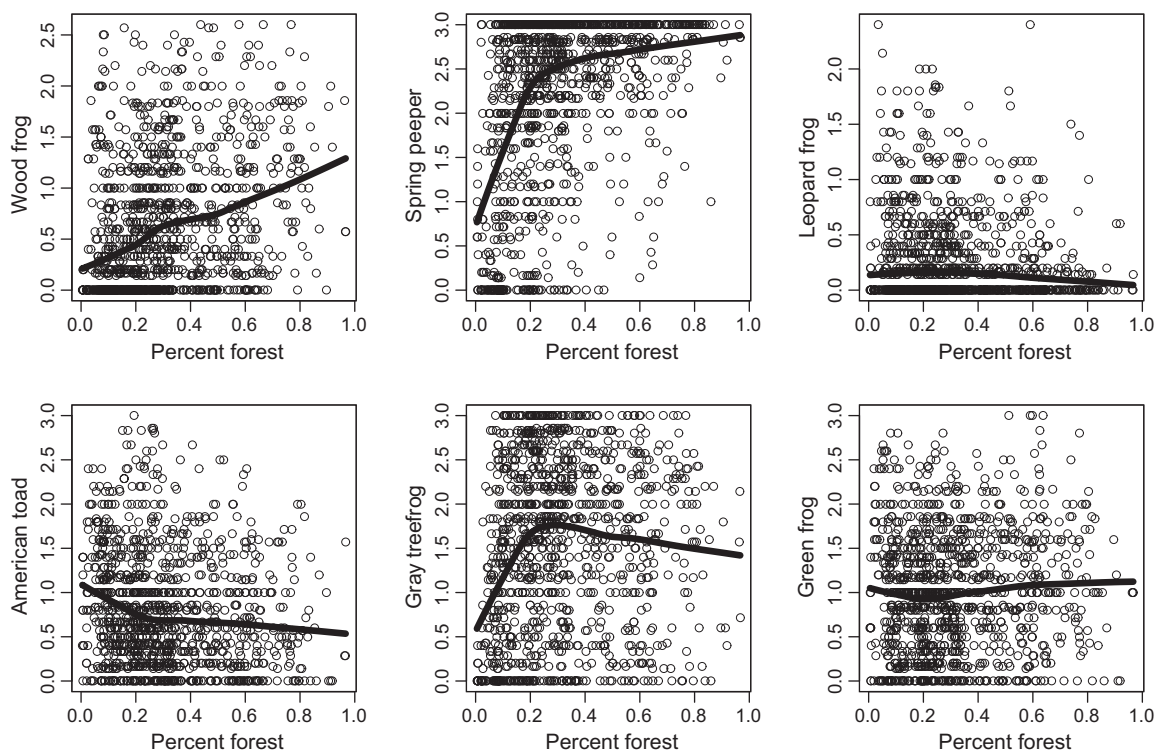 Wood frog
0.0 0.5 1.0 1.5 2.0 2.5
0.0 0.2 0.4 0.6 0.8 1.0
Percent forest
Spring peeper
0.0 0.5 1.0 1.5 2.0 2.5 3.0
0.0 0.2 0.4 0.6 0.8 1.0
Percent forest
Leopard frog
0.0 0.5 1.0 1.5 2.0
0.0 0.2 0.4 0.6 0.8 1.0
Percent forest
American toad
0.0 0.5 1.0 1.5 2.0 2.5 3.0
0.0 0.2 0.4 0.6 0.8 1.0
Percent forest
Gray treefrog
0.0 0.5 1.0 1.5 2.0 2.5 3.0
0.0 0.2 0.4 0.6 0.8 1.0
Percent forest
Green frog
0.0 0.5 1.0 1.5 2.0 2.5 3.0
0.0 0.2 0.4 0.6 0.8 1.0
Percent forest